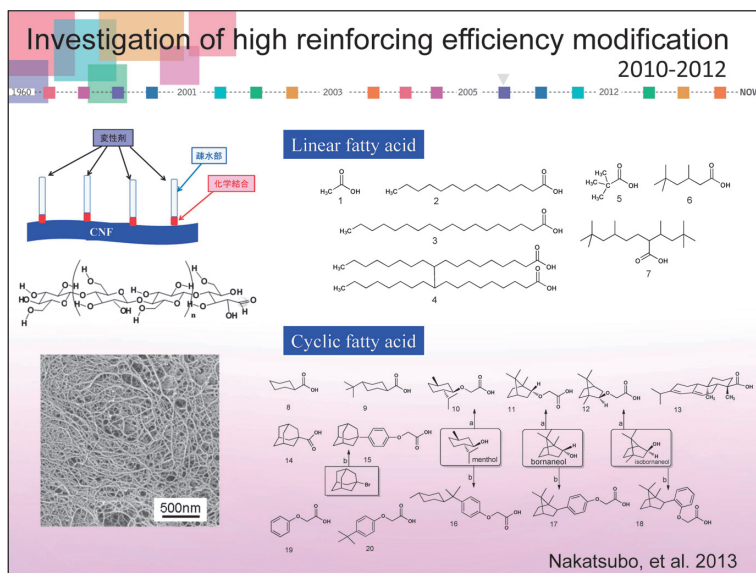 Investigation of high reinforcing efficiency modification
2010-2012
1960
2001
2003
2005
2012
NOW
変性剤
疎水部
化学結合
CNF
n
500nm
Linear fatty acid
1
2
3
4
5
6
7
Cyclic fatty acid
8
9
10
11
12
13
14
15
a
a
a
b
menthol
bornaneol
isobornaneol
b
b
b
16
17
18
19
20
Nakatsubo, et al. 2013